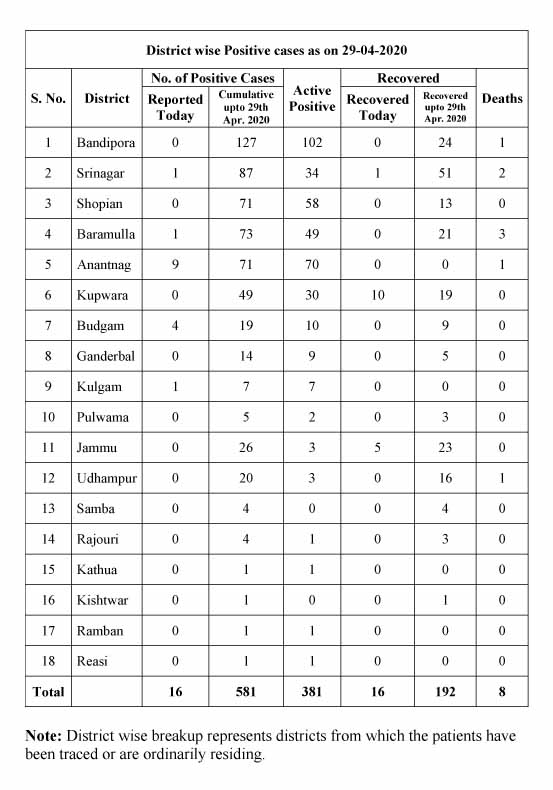 District wise Positive cases as on 29-04-2020
S. No. District No. of Positive Cases Active Positive Recovered Deaths
Reported Today Cumulative upto 29th Apr. 2020 Recovered Today Recovered upto 29th Apr. 2020
1 Bandipora 0 127 102 0 24 1
2 Srinagar 1 87 34 1 51 2
3 Shopian 0 71 58 0 13 0
4 Baramulla 1 73 49 0 21 3
5 Anantnag 9 71 70 0 0 1
6 Kupwara 0 49 30 10 19 0
7 Budgam 4 19 10 0 9 0
8 Ganderbal 0 14 9 0 5 0
9 Kulgam 1 7 7 0 0 0
10 Pulwama 0 5 2 0 3 0
11 Jammu 0 26 3 5 23 0
12 Udhampur 0 20 3 0 16 1
13 Samba 0 4 0 0 4 0
14 Rajouri 0 4 1 0 3 0
15 Kathua 0 1 1 0 0 0
16 Kishtwar 0 1 0 0 1 0
17 Ramban 0 1 1 0 0 0
18 Reasi 0 1 1 0 0 0
Total 16 581 381 16 192 8
Note: District wise breakup represents districts from which the patients have
been traced or are ordinarily residing.